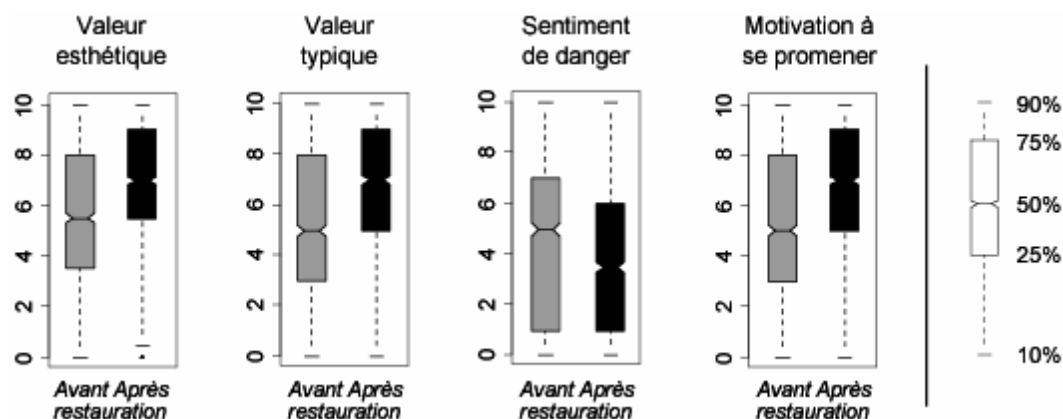 Valeur
esthétique
Valeur
typique
Sentiment
de danger
Motivation à
se promener
10
8
6
4
2
0
10
8
6
4
2
0
10
8
6
4
2
0
10
8
6
4
2
0
90%
75%
50%
25%
10%
Avant Après
restauration
Avant Après
restauration
Avant Après
restauration
Avant Après
restauration